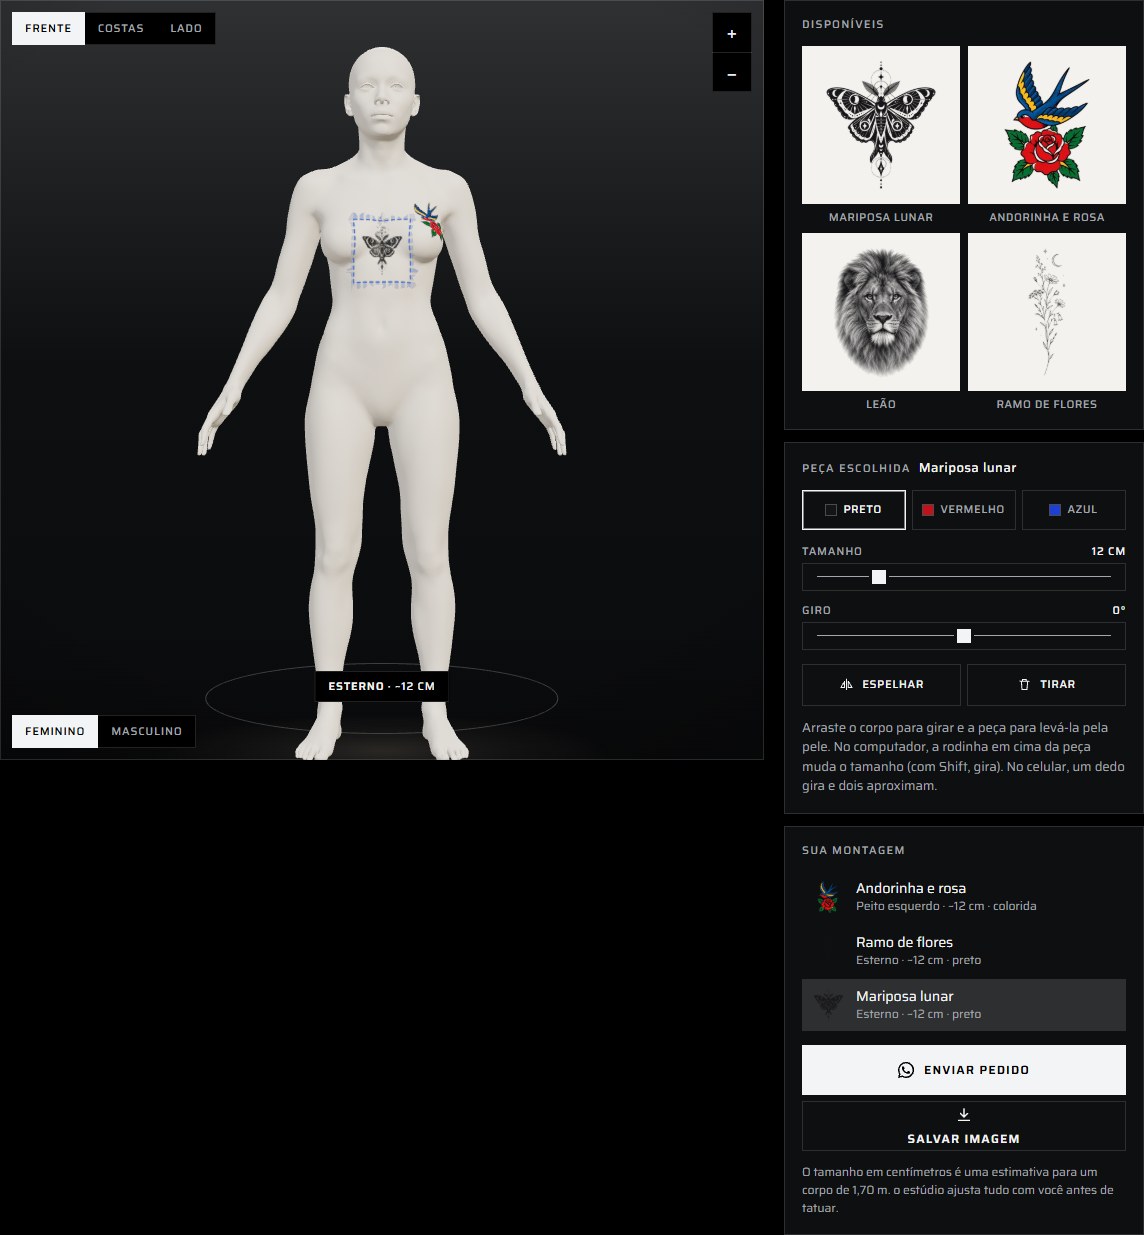 FRENTE COSTAS LADO
+
−
FEMININO MASCULINO
ESTERNO · ~12 CM
DISPONÍVEIS
MARIPOSA LUNAR
ANDORINHA E ROSA
LEÃO
RAMO DE FLORES
PEÇA ESCOLHIDA Mariposa lunar
PRETO VERMELHO AZUL
TAMANHO 12 CM
GIRO 0°
ESPELHAR TIRAR
Arraste o corpo para girar e a peça para levá-la pela
pele. No computador, a rodinha em cima da peça
muda o tamanho (com Shift, gira). No celular, um dedo
gira e dois aproximam.
SUA MONTAGEM
Andorinha e rosa
Peito esquerdo · ~12 cm · colorida
Ramo de flores
Esterno · ~12 cm · preto
Mariposa lunar
Esterno · ~12 cm · preto
ENVIAR PEDIDO
SALVAR IMAGEM
O tamanho em centímetros é uma estimativa para um
corpo de 1,70 m. o estúdio ajusta tudo com você antes de
tatuar.